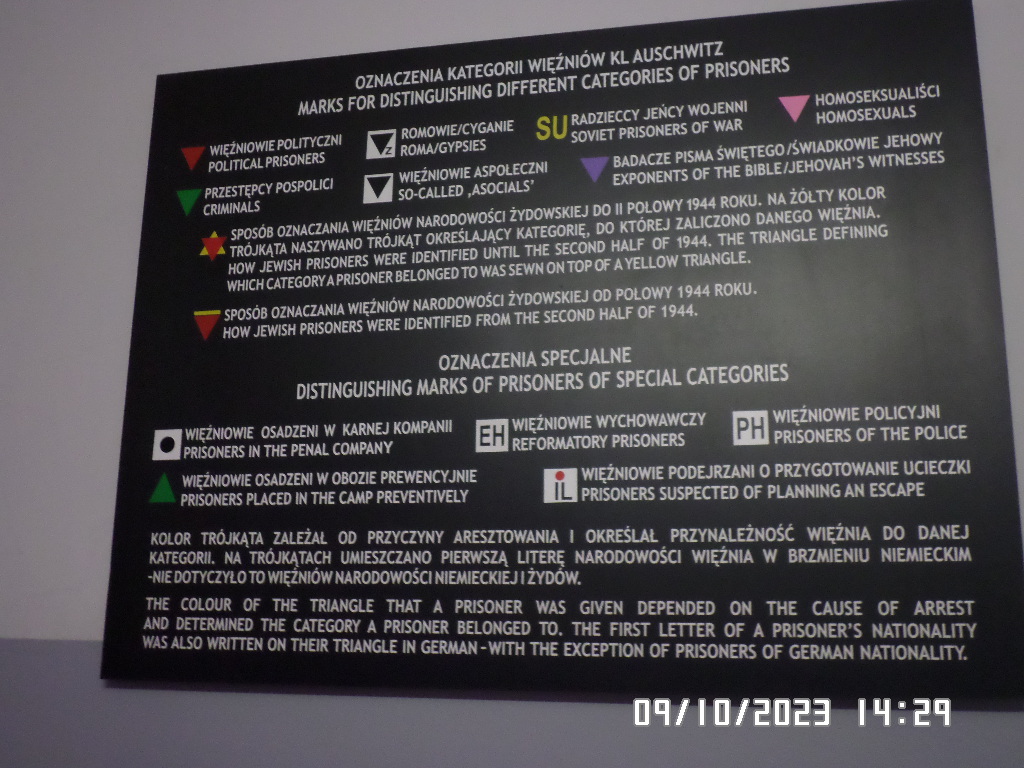 OZNACZENIA KATEGORII WIĘŹNIÓW KL AUSCHWITZ
MARKS FOR DISTINGUISHING DIFFERENT CATEGORIES OF PRISONERS
WIĘŹNIOWIE POLITYCZNI
POLITICAL PRISONERS
Z
ROMOWIE/CYGANIE
ROMA/GYPSIES
SU
RADZIECCY JEŃCY WOJENNI
SOVIET PRISONERS OF WAR
HOMOSEKSUALIŚCI
HOMOSEXUALS
PRZESTĘPCY POSPOLICI
CRIMINALS
WIĘŹNIOWIE ASPOŁECZNI
SO-CALLED ‚ASOCIALS'
BADACZE PISMA ŚWIĘTEGO/ŚWIADKOWIE JEHOWY
EXPONENTS OF THE BIBLE/JEHOVAH'S WITNESSES
SPOSÓB OZNACZANIA WIĘŹNIÓW NARODOWOŚCI ŻYDOWSKIEJ DO II POŁOWY 1944 ROKU. NA ŻÓŁTY KOLOR
TRÓJKĄTA NASZYWANO TRÓJKĄT OKREŚLAJĄCY KATEGORIĘ, DO KTÓREJ ZALICZONO DANEGO WIĘŹNIA.
HOW JEWISH PRISONERS WERE IDENTIFIED UNTIL THE SECOND HALF OF 1944. THE TRIANGLE DEFINING
WHICH CATEGORY A PRISONER BELONGED TO WAS SEWN ON TOP OF A YELLOW TRIANGLE.
SPOSÓB OZNACZANIA WIĘŹNIÓW NARODOWOŚCI ŻYDOWSKIEJ OD POŁOWY 1944 ROKU.
HOW JEWISH PRISONERS WERE IDENTIFIED FROM THE SECOND HALF OF 1944.
OZNACZENIA SPECJALNE
DISTINGUISHING MARKS OF PRISONERS OF SPECIAL CATEGORIES
WIĘŹNIOWIE OSADZENI W KARNEJ KOMPANII
PRISONERS IN THE PENAL COMPANY
EH
WIĘŹNIOWIE WYCHOWAWCZY
REFORMATORY PRISONERS
PH
WIĘŹNIOWIE POLICYJNI
PRISONERS OF THE POLICE
WIĘŹNIOWIE OSADZENI W OBOZIE PREWENCYJNIE
PRISONERS PLACED IN THE CAMP PREVENTIVELY
iL
WIĘŹNIOWIE PODEJRZANI O PRZYGOTOWANIE UCIECZKI
PRISONERS SUSPECTED OF PLANNING AN ESCAPE
KOLOR TRÓJKĄTA ZALEŻAŁ OD PRZYCZYNY ARESZTOWANIA I OKREŚLAŁ PRZYNALEŻNOŚĆ WIĘŹNIA DO DANEJ
KATEGORII. NA TRÓJKĄTACH UMIESZCZANO PIERWSZĄ LITERĘ NARODOWOŚCI WIĘŹNIA W BRZMIENIU NIEMIECKIM
-NIE DOTYCZYŁO TO WIĘŹNIÓW NARODOWOŚCI NIEMIECKIEJ I ŻYDÓW.
THE COLOUR OF THE TRIANGLE THAT A PRISONER WAS GIVEN DEPENDED ON THE CAUSE OF ARREST
AND DETERMINED THE CATEGORY A PRISONER BELONGED TO. THE FIRST LETTER OF A PRISONER'S NATIONALITY
WAS ALSO WRITTEN ON THEIR TRIANGLE IN GERMAN - WITH THE EXCEPTION OF PRISONERS OF GERMAN NATIONALITY.
09/10/2023 14:29